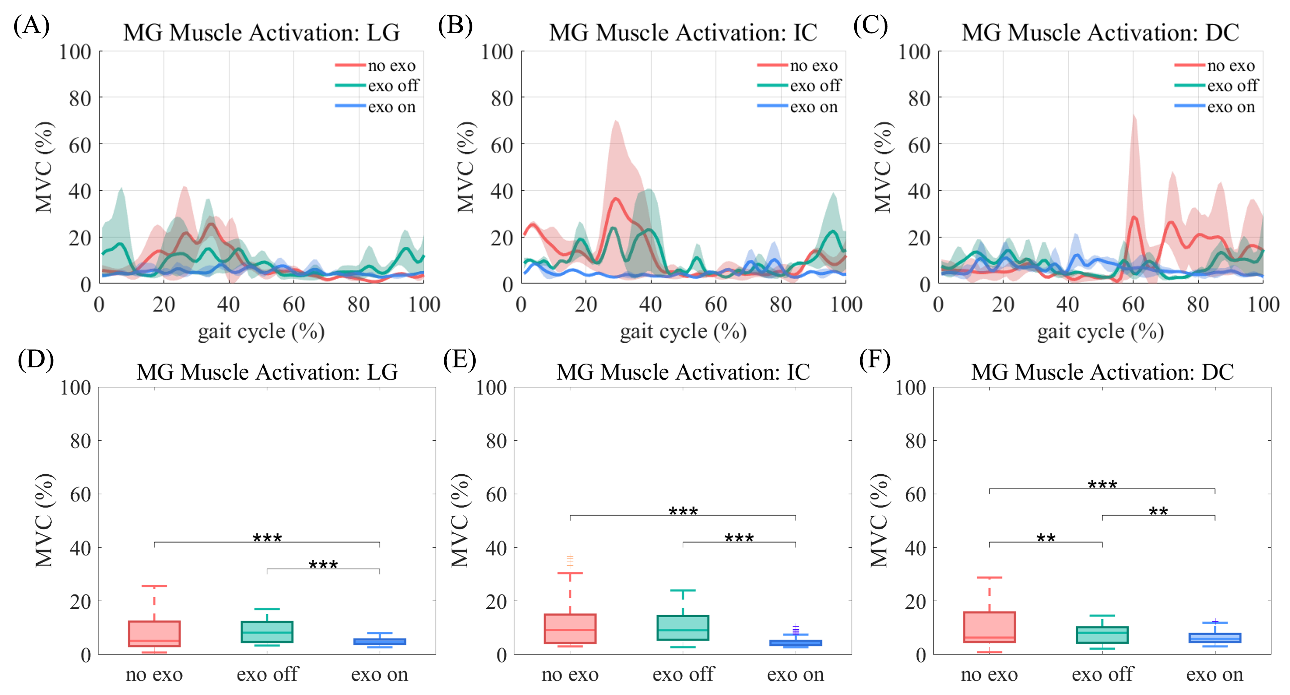 (A)
MG Muscle Activation: LG
100
80
60
40
20
0
MVC (%)
no exo
exo off
exo on
0
20
40
60
80
100
gait cycle (%)
(B)
MG Muscle Activation: IC
100
80
60
40
20
0
MVC (%)
no exo
exo off
exo on
0
20
40
60
80
100
gait cycle (%)
(C)
MG Muscle Activation: DC
100
80
60
40
20
0
MVC (%)
no exo
exo off
exo on
0
20
40
60
80
100
gait cycle (%)
(D)
MG Muscle Activation: LG
100
80
60
40
20
0
MVC (%)
***
***
no exo
exo off
exo on
(E)
MG Muscle Activation: IC
100
80
60
40
20
0
MVC (%)
***
***
no exo
exo off
exo on
(F)
MG Muscle Activation: DC
100
80
60
40
20
0
MVC (%)
***
**
**
no exo
exo off
exo on